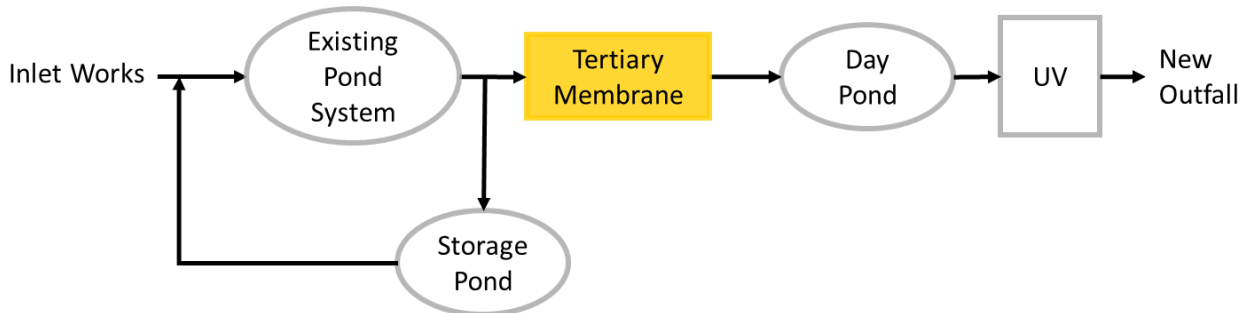 Inlet Works
Existing
Pond
System
Tertiary
Membrane
Day
Pond
UV
New
Outfall
Storage
Pond